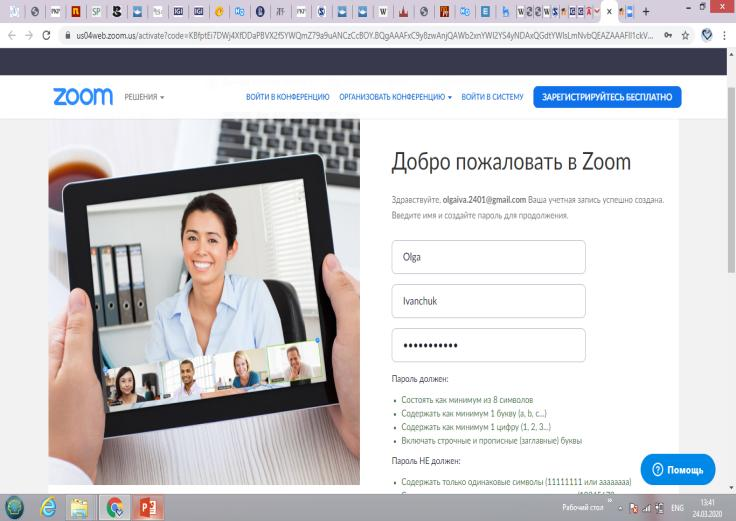 us04web.zoom.us/activate?code=KBfptEi7DWj4XfDDaPBVX2fSYWQmZ79a9uANCzCcBOY.BQgAAAFxC9y8zwAnjQAWb2xnYWl2YS4yNDAxQGdtYWlsLmNvbQEAZAAAFll1ckV...
zoom
РЕШЕНИЯ
ВОЙТИ В КОНФЕРЕНЦИЮ
ОРГАНИЗОВАТЬ КОНФЕРЕНЦИЮ
ВОЙТИ В СИСТЕМУ
ЗАРЕГИСТРИРУЙТЕСЬ БЕСПЛАТНО
Добро пожаловать в Zoom
Здравствуйте, olgaiva.2401@gmail.com Ваша учетная запись успешно создана.
Введите имя и создайте пароль для продолжения.
Olga
Ivanchuk
•••••••••••
Пароль должен:
• Состоять как минимум из 8 символов
• Содержать как минимум 1 букву (a, b, c...)
• Содержать как минимум 1 цифру (1, 2, 3...)
• Включать строчные и прописные (заглавные) буквы
Пароль НЕ должен:
• Содержать только одинаковые символы (11111111 или aaaaaaaa)
Помощь
Рабочий стол
ENG
13:41
24.03.2020